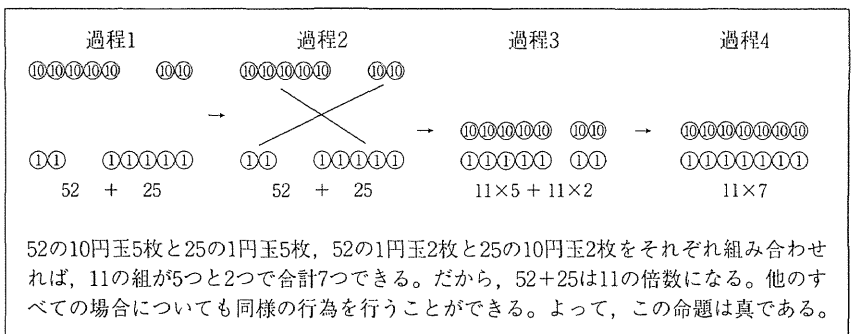 過程1 過程2 過程3 過程4
⑩⑩⑩⑩⑩ ⑩⑩ ⑩⑩⑩⑩⑩ ⑩⑩
→
→ ⑩⑩⑩⑩⑩ ⑩⑩ → ⑩⑩⑩⑩⑩⑩⑩
①① ①①①①① ①① ①①①①① ①①①①① ①① ①①①①①①①
52 + 25 52 + 25 11×5+11×2 11×7
52の10円玉5枚と25の1円玉5枚，52の1円玉2枚と25の10円玉2枚をそれぞれ組み合わせ
れば，11の組が5つと2つで合計7つできる。だから，52+25は11の倍数になる。他のす
べての場合についても同様の行為を行うことができる。よって，この命題は真である。